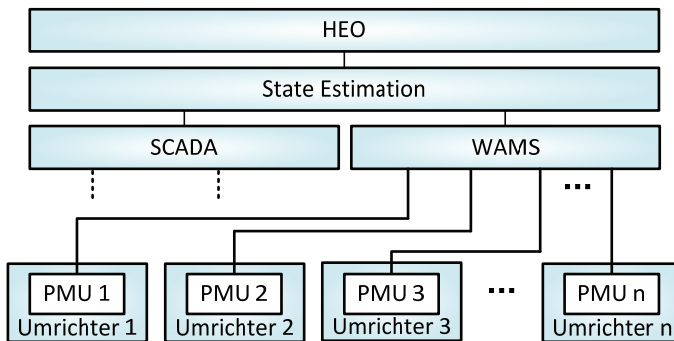 HEO
State Estimation
SCADA
WAMS
...
PMU 1
PMU 2
PMU 3
...
PMU n
Umrichter 1
Umrichter 2
Umrichter 3
Umrichter n